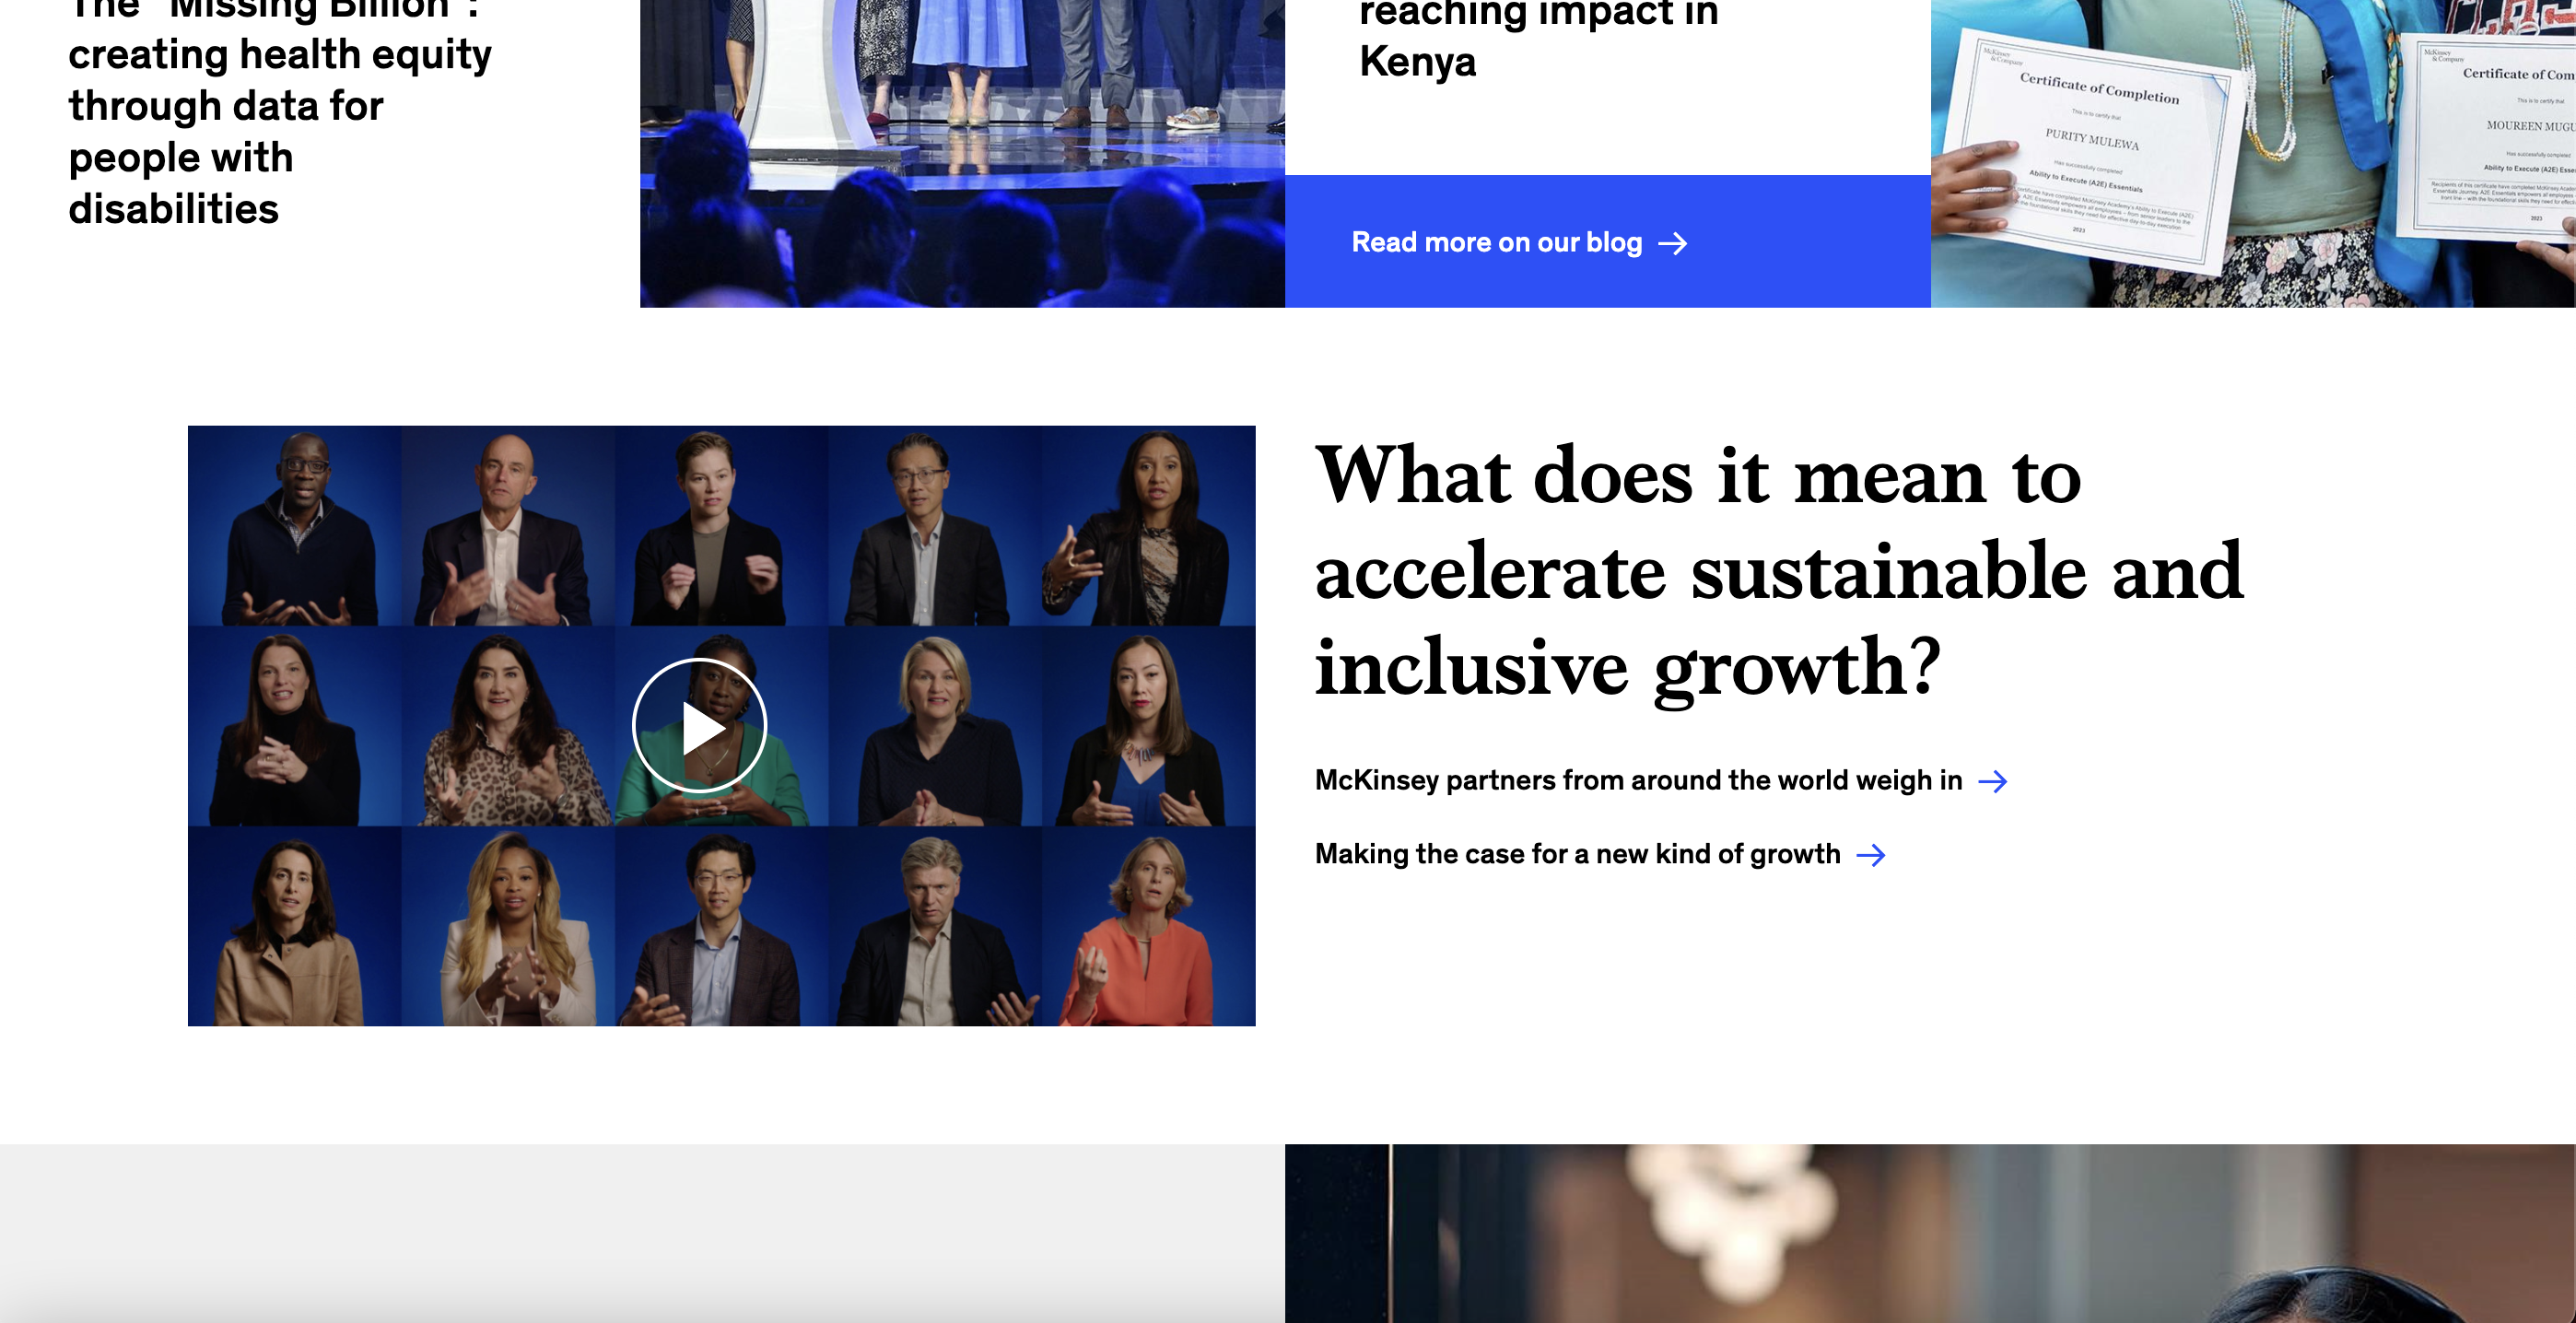 The "Missing Billion":
creating health equity
through data for
people with
disabilities
reaching impact in
Kenya
Read more on our blog
McKinsey
& Company
Certificate of Completion
This is to certify that
PURITY MULEWA
Has successfully completed
Ability to Execute (A2E) Essentials
2023
McKinsey
& Company
Certificate of Com
This is to certify that
MOUREEN MUGU
Has successfully completed
Ability to Execute (A2E) Esse
2023
What does it mean to
accelerate sustainable and
inclusive growth?
McKinsey partners from around the world weigh in
Making the case for a new kind of growth